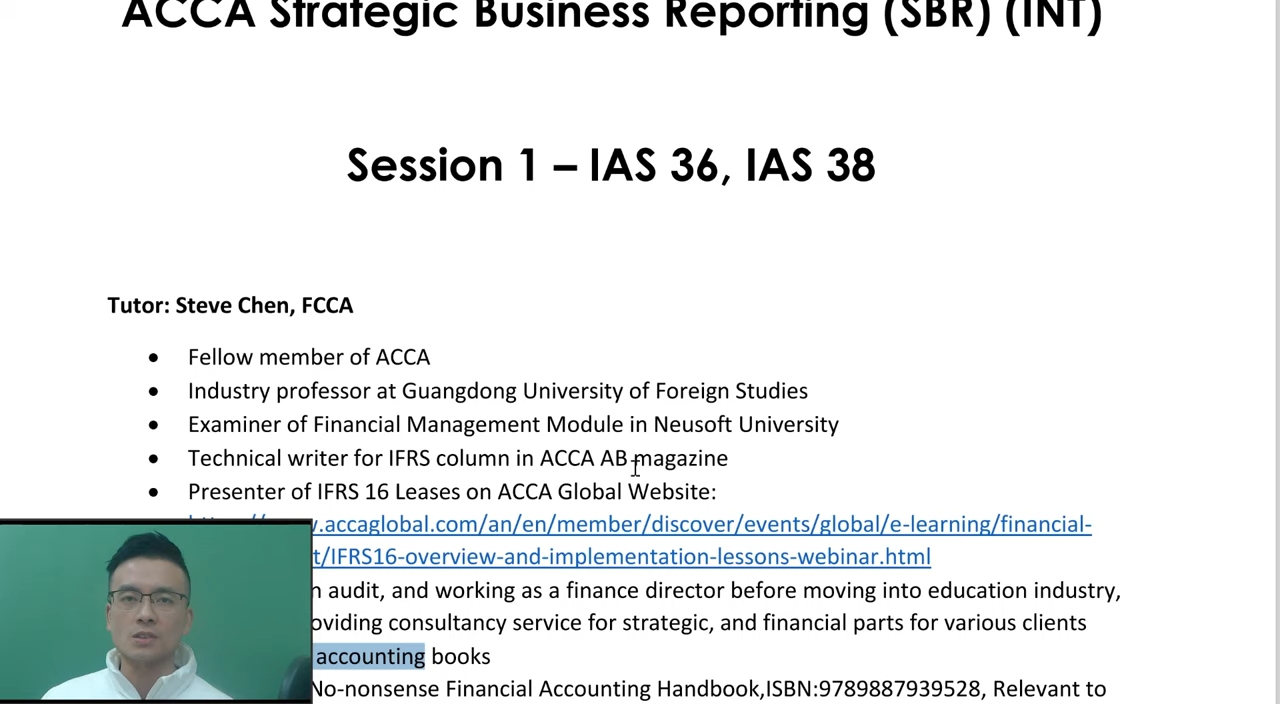 ACCA Strategic Business Reporting (SBR) (INT)
Session 1 – IAS 36, IAS 38
Tutor: Steve Chen, FCCA
• Fellow member of ACCA
• Industry professor at Guangdong University of Foreign Studies
• Examiner of Financial Management Module in Neusoft University
• Technical writer for IFRS column in ACCA AB magazine
• Presenter of IFRS 16 Leases on ACCA Global Website:
.accaglobal.com/an/en/member/discover/events/global/e-learning/financial-
t/IFRS16-overview-and-implementation-lessons-webinar.html
audit, and working as a finance director before moving into education industry,
oviding consultancy service for strategic, and financial parts for various clients
accounting books
No-nonsense Financial Accounting Handbook,ISBN:9789887939528, Relevant to